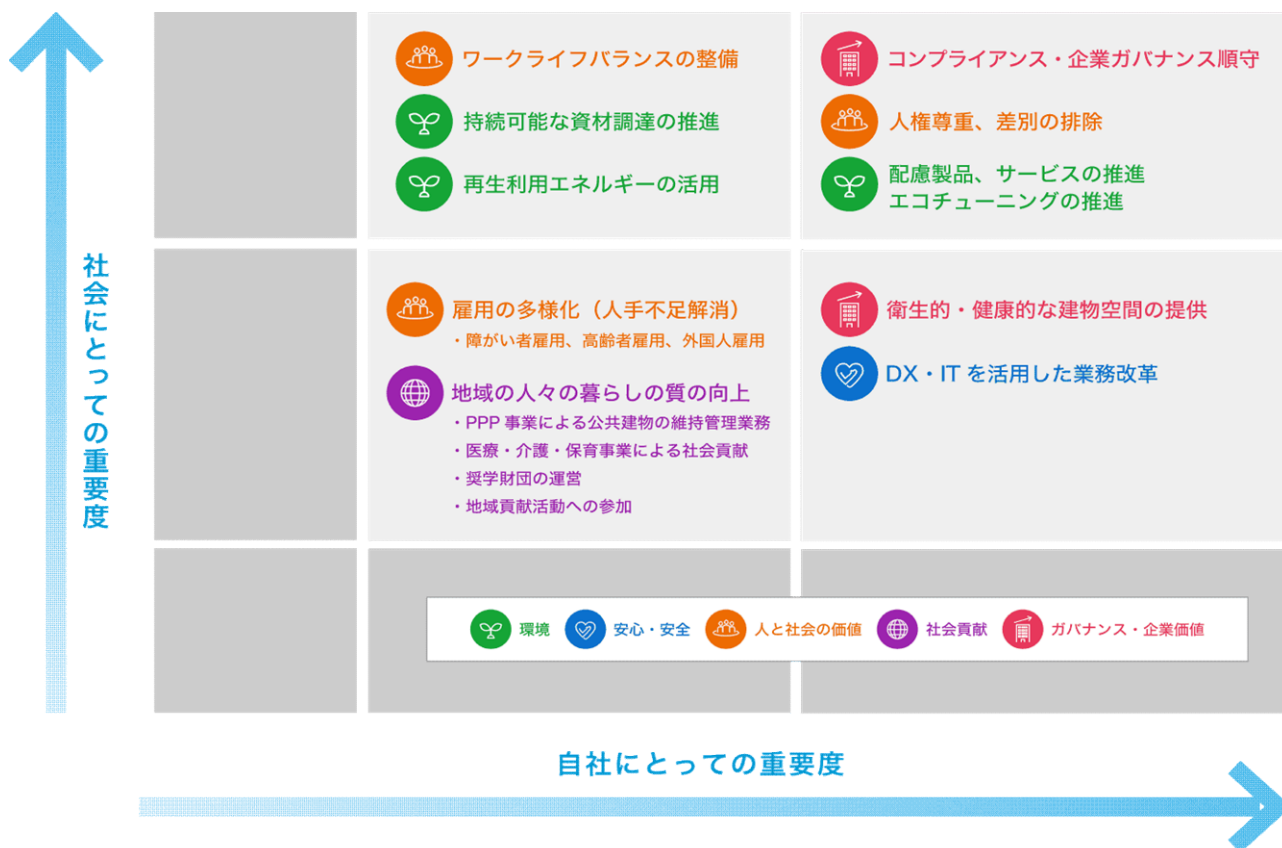 ワークライフバランスの整備
持続可能な資材調達の推進
再生利用エネルギーの活用
コンプライアンス・企業ガバナンス順守
人権尊重、差別の排除
配慮製品、サービスの推進
エコチューニングの推進
社会にとっての重要度
雇用の多様化（人手不足解消）
・障がい者雇用、高齢者雇用、外国人雇用
地域の人々の暮らしの質の向上
・PPP 事業による公共建物の維持管理業務
・医療・介護・保育事業による社会貢献
・奨学財団の運営
・地域貢献活動への参加
衛生的・健康的な建物空間の提供
DX・IT を活用した業務改革
環境 安心・安全 人と社会の価値 社会貢献 ガバナンス・企業価値
自社にとっての重要度